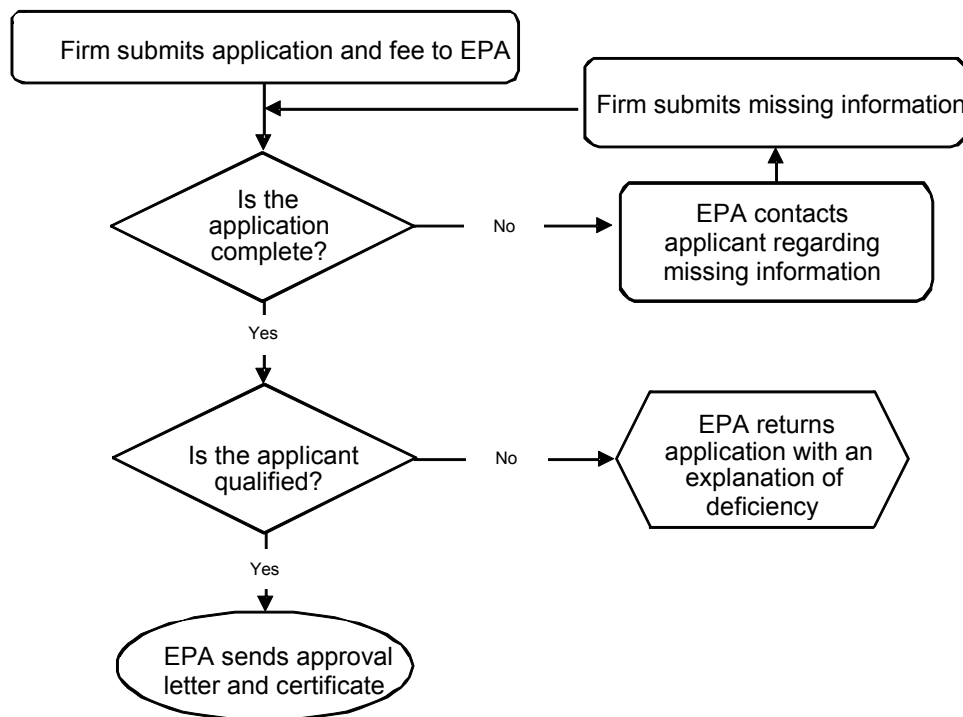 Firm submits application and fee to EPA
Firm submits missing information
Is the
application
complete?
No
EPA contacts
applicant regarding
missing information
Yes
Is the applicant
qualified?
No
EPA returns
application with an
explanation of
deficiency
Yes
EPA sends approval
letter and certificate